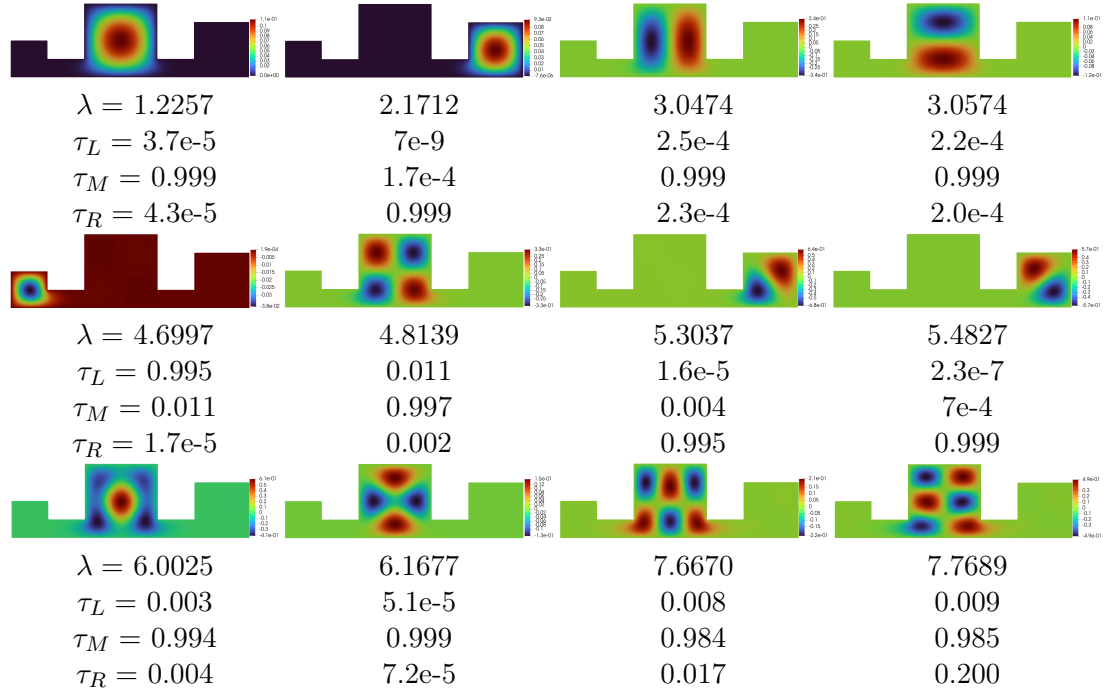 λ = 1.2257 2.1712 3.0474 3.0574
τ_L = 3.7e-5 7e-9 2.5e-4 2.2e-4
τ_M = 0.999 1.7e-4 0.999 0.999
τ_R = 4.3e-5 0.999 2.3e-4 2.0e-4
λ = 4.6997 4.8139 5.3037 5.4827
τ_L = 0.995 0.011 1.6e-5 2.3e-7
τ_M = 0.011 0.997 0.004 7e-4
τ_R = 1.7e-5 0.002 0.995 0.999
λ = 6.0025 6.1677 7.6670 7.7689
τ_L = 0.003 5.1e-5 0.008 0.009
τ_M = 0.994 0.999 0.984 0.985
τ_R = 0.004 7.2e-5 0.017 0.200